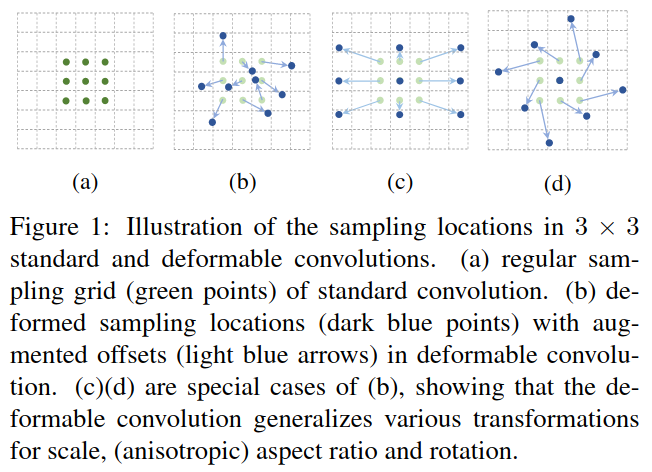 (a)
(b)
(c)
(d)
Figure 1: Illustration of the sampling locations in 3 × 3
standard and deformable convolutions. (a) regular sam-
pling grid (green points) of standard convolution. (b) de-
formed sampling locations (dark blue points) with aug-
mented offsets (light blue arrows) in deformable convolu-
tion. (c)(d) are special cases of (b), showing that the de-
formable convolution generalizes various transformations
for scale, (anisotropic) aspect ratio and rotation.